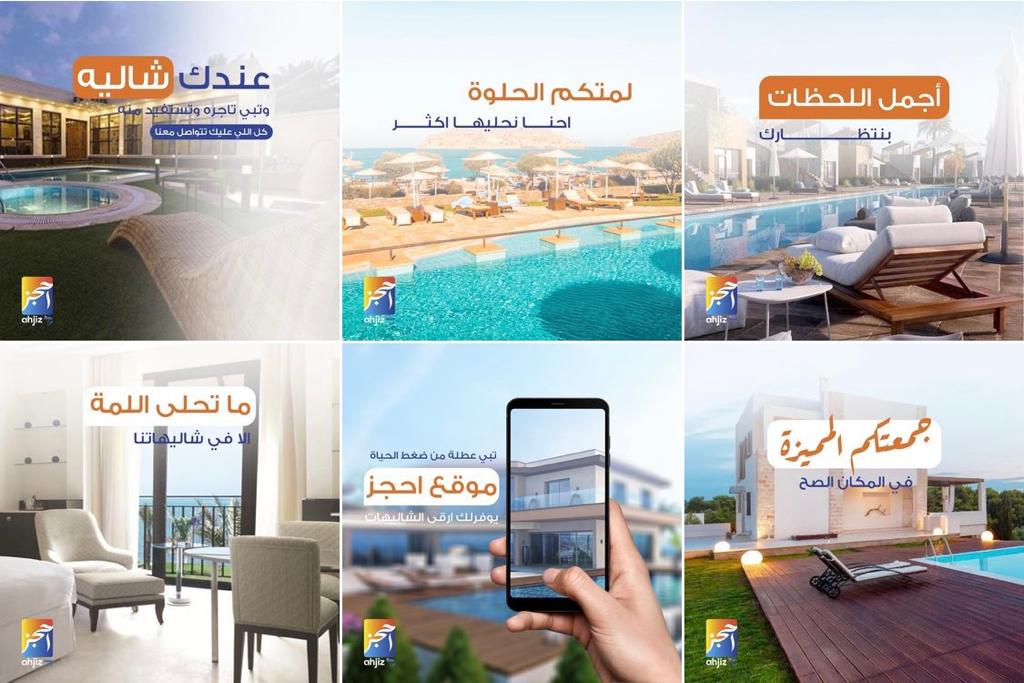 عندك شاليه
وتبي تاجره وتستفيد منه
كل اللي عليك تتواصل معنا
احجز
ahjiz
لمتكم الحلوة
احنا نحليها اكثر
احجز
ahjiz
أجمل اللحظات
بنتظارك
احجز
ahjiz
ما تحلى اللمة
الا في شاليهاتنا
احجز
ahjiz
تبي عطلة من ضغط الحياة
موقع احجز
يوفرلك ارقى الشاليهات
احجز
ahjiz
جمعتكم المميزة
في المكان الصح
احجز
ahjiz